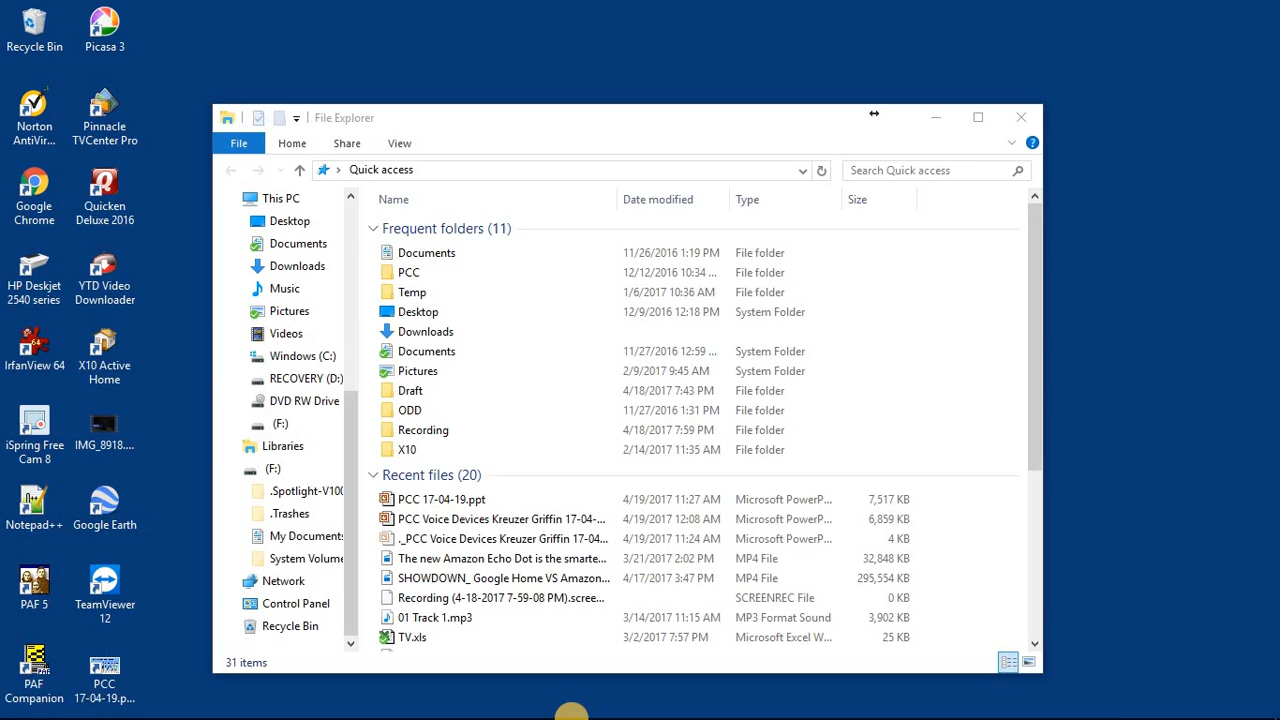 Recycle Bin
Picasa 3
Norton AntiVir...
Pinnacle TVCenter Pro
Google Chrome
Quicken Deluxe 2016
HP Deskjet 2540 series
YTD Video Downloader
IrfanView 64
X10 Active Home
iSpring Free Cam 8
IMG_8918....
Notepad++
Google Earth
PAF 5
TeamViewer 12
PAF Companion
PCC 17-04-19.p...
File Explorer
File Home Share View
Quick access
Search Quick access
This PC
Desktop
Documents
Downloads
Music
Pictures
Videos
Windows (C:)
RECOVERY (D:)
DVD RW Drive
(F:)
Libraries
(F:)
.Spotlight-V100
.Trashes
My Documents
System Volume
Network
Control Panel
Recycle Bin
Name Date modified Type Size
Frequent folders (11)
Documents 11/26/2016 1:19 PM File folder
PCC 12/12/2016 10:34 ... File folder
Temp 1/6/2017 10:36 AM File folder
Desktop 12/9/2016 12:18 PM System Folder
Downloads
Documents 11/27/2016 12:59 ... System Folder
Pictures 2/9/2017 9:45 AM System Folder
Draft 4/18/2017 7:43 PM File folder
ODD 11/27/2016 1:31 PM File folder
Recording 4/18/2017 7:59 PM File folder
X10 2/14/2017 11:35 AM File folder
Recent files (20)
PCC 17-04-19.ppt 4/19/2017 11:27 AM Microsoft PowerP... 7,517 KB
PCC Voice Devices Kreuzer Griffin 17-04-... 4/19/2017 12:08 AM Microsoft PowerP... 6,859 KB
._PCC Voice Devices Kreuzer Griffin 17-04... 4/19/2017 11:24 AM Microsoft PowerP... 4 KB
The new Amazon Echo Dot is the smarte... 3/21/2017 2:02 PM MP4 File 32,848 KB
SHOWDOWN_ Google Home VS Amazon... 4/17/2017 3:47 PM MP4 File 295,554 KB
Recording (4-18-2017 7-59-08 PM).scree... 4/18/2017 7:59 PM SCREENREC File 0 KB
01 Track 1.mp3 3/14/2017 11:15 AM MP3 Format Sound 3,902 KB
TV.xls 3/2/2017 7:57 PM Microsoft Excel W... 25 KB
31 items